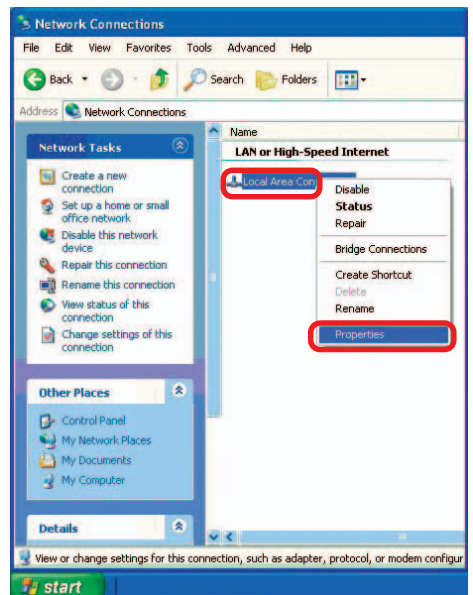 Network Connections
File Edit View Favorites Tools Advanced Help
Back Search Folders
Address Network Connections
Network Tasks
Create a new
connection
Set up a home or small
office network
Disable this network
device
Repair this connection
Rename this connection
View status of this
connection
Change settings of this
connection
Other Places
Control Panel
My Network Places
My Documents
My Computer
Details
Name
LAN or High-Speed Internet
Local Area Con
Disable
Status
Repair
Bridge Connections
Create Shortcut
Delete
Rename
Properties
View or change settings for this connection, such as adapter, protocol, or modem configur
start